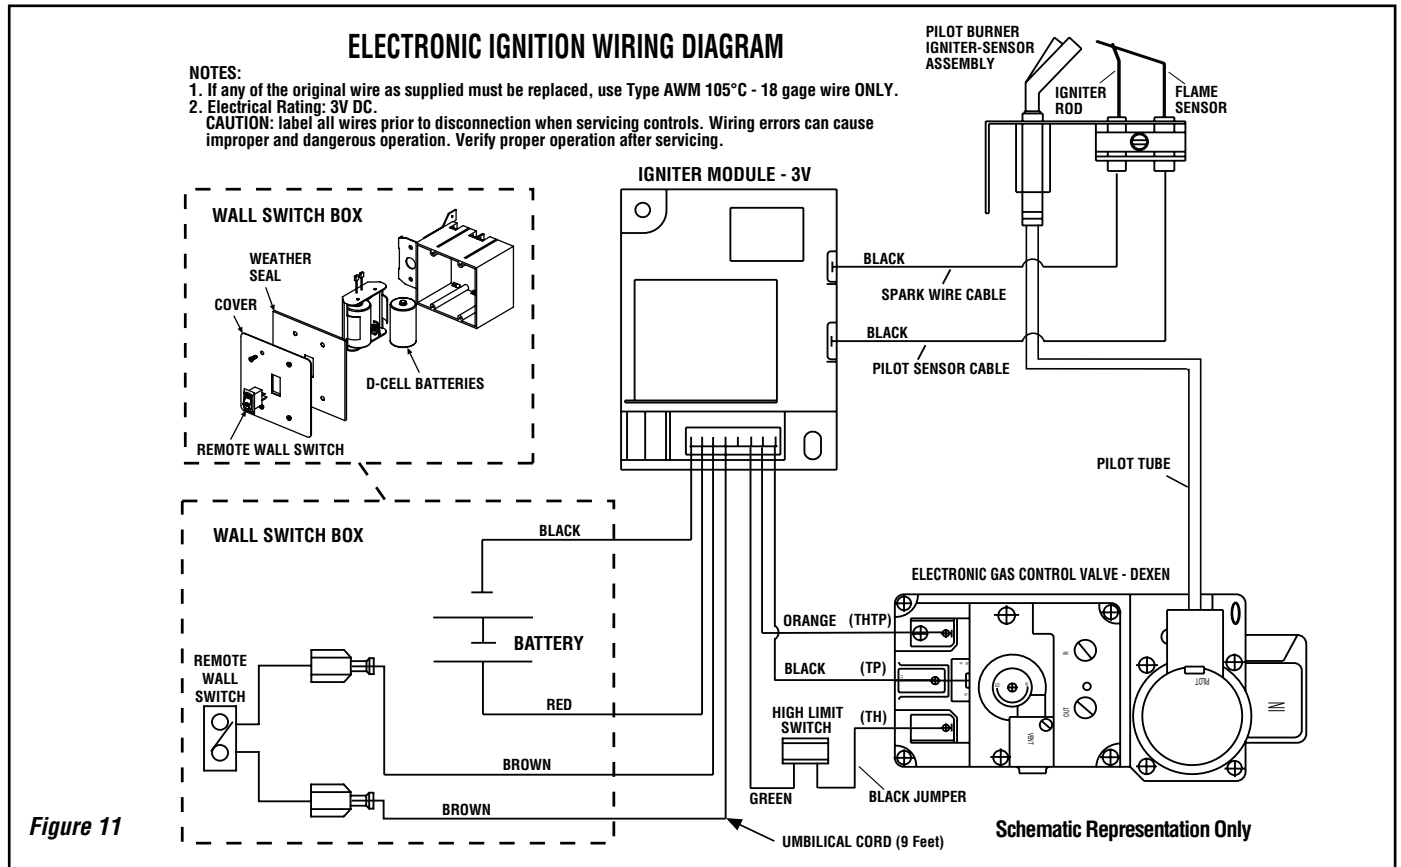 ELECTRONIC IGNITION WIRING DIAGRAM
NOTES:
1. If any of the original wire as supplied must be replaced, use Type AWM 105°C - 18 gage wire ONLY.
2. Electrical Rating: 3V DC.
CAUTION: label all wires prior to disconnection when servicing controls. Wiring errors can cause
improper and dangerous operation. Verify proper operation after servicing.
PILOT BURNER
IGNITER-SENSOR
ASSEMBLY
IGNITER
ROD
FLAME
SENSOR
IGNITER MODULE - 3V
WALL SWITCH BOX
WEATHER
SEAL
COVER
D-CELL BATTERIES
REMOTE WALL SWITCH
BLACK
SPARK WIRE CABLE
BLACK
PILOT SENSOR CABLE
PILOT TUBE
WALL SWITCH BOX
BLACK
BATTERY
RED
REMOTE
WALL
SWITCH
BROWN
BROWN
ELECTRONIC GAS CONTROL VALVE - DEXEN
ORANGE (THTP)
BLACK (TP)
HIGH LIMIT
SWITCH
(TH)
GREEN
BLACK JUMPER
UMBILICAL CORD (9 Feet)
PILOT
IN
OUT
VENT
IN
Schematic Representation Only
Figure 11